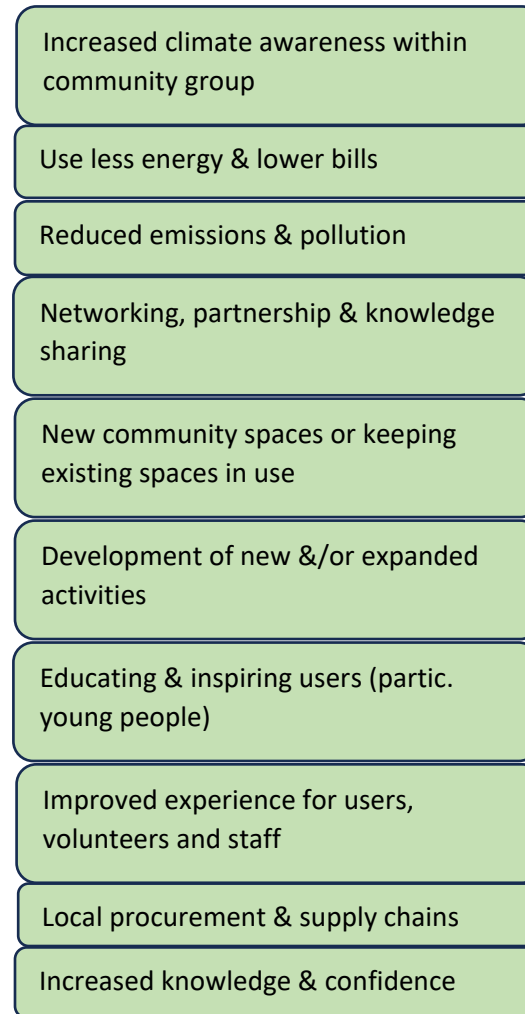 Increased climate awareness within
community group
Use less energy & lower bills
Reduced emissions & pollution
Networking, partnership & knowledge
sharing
New community spaces or keeping
existing spaces in use
Development of new &/or expanded
activities
Educating & inspiring users (partic.
young people)
Improved experience for users,
volunteers and staff
Local procurement & supply chains
Increased knowledge & confidence